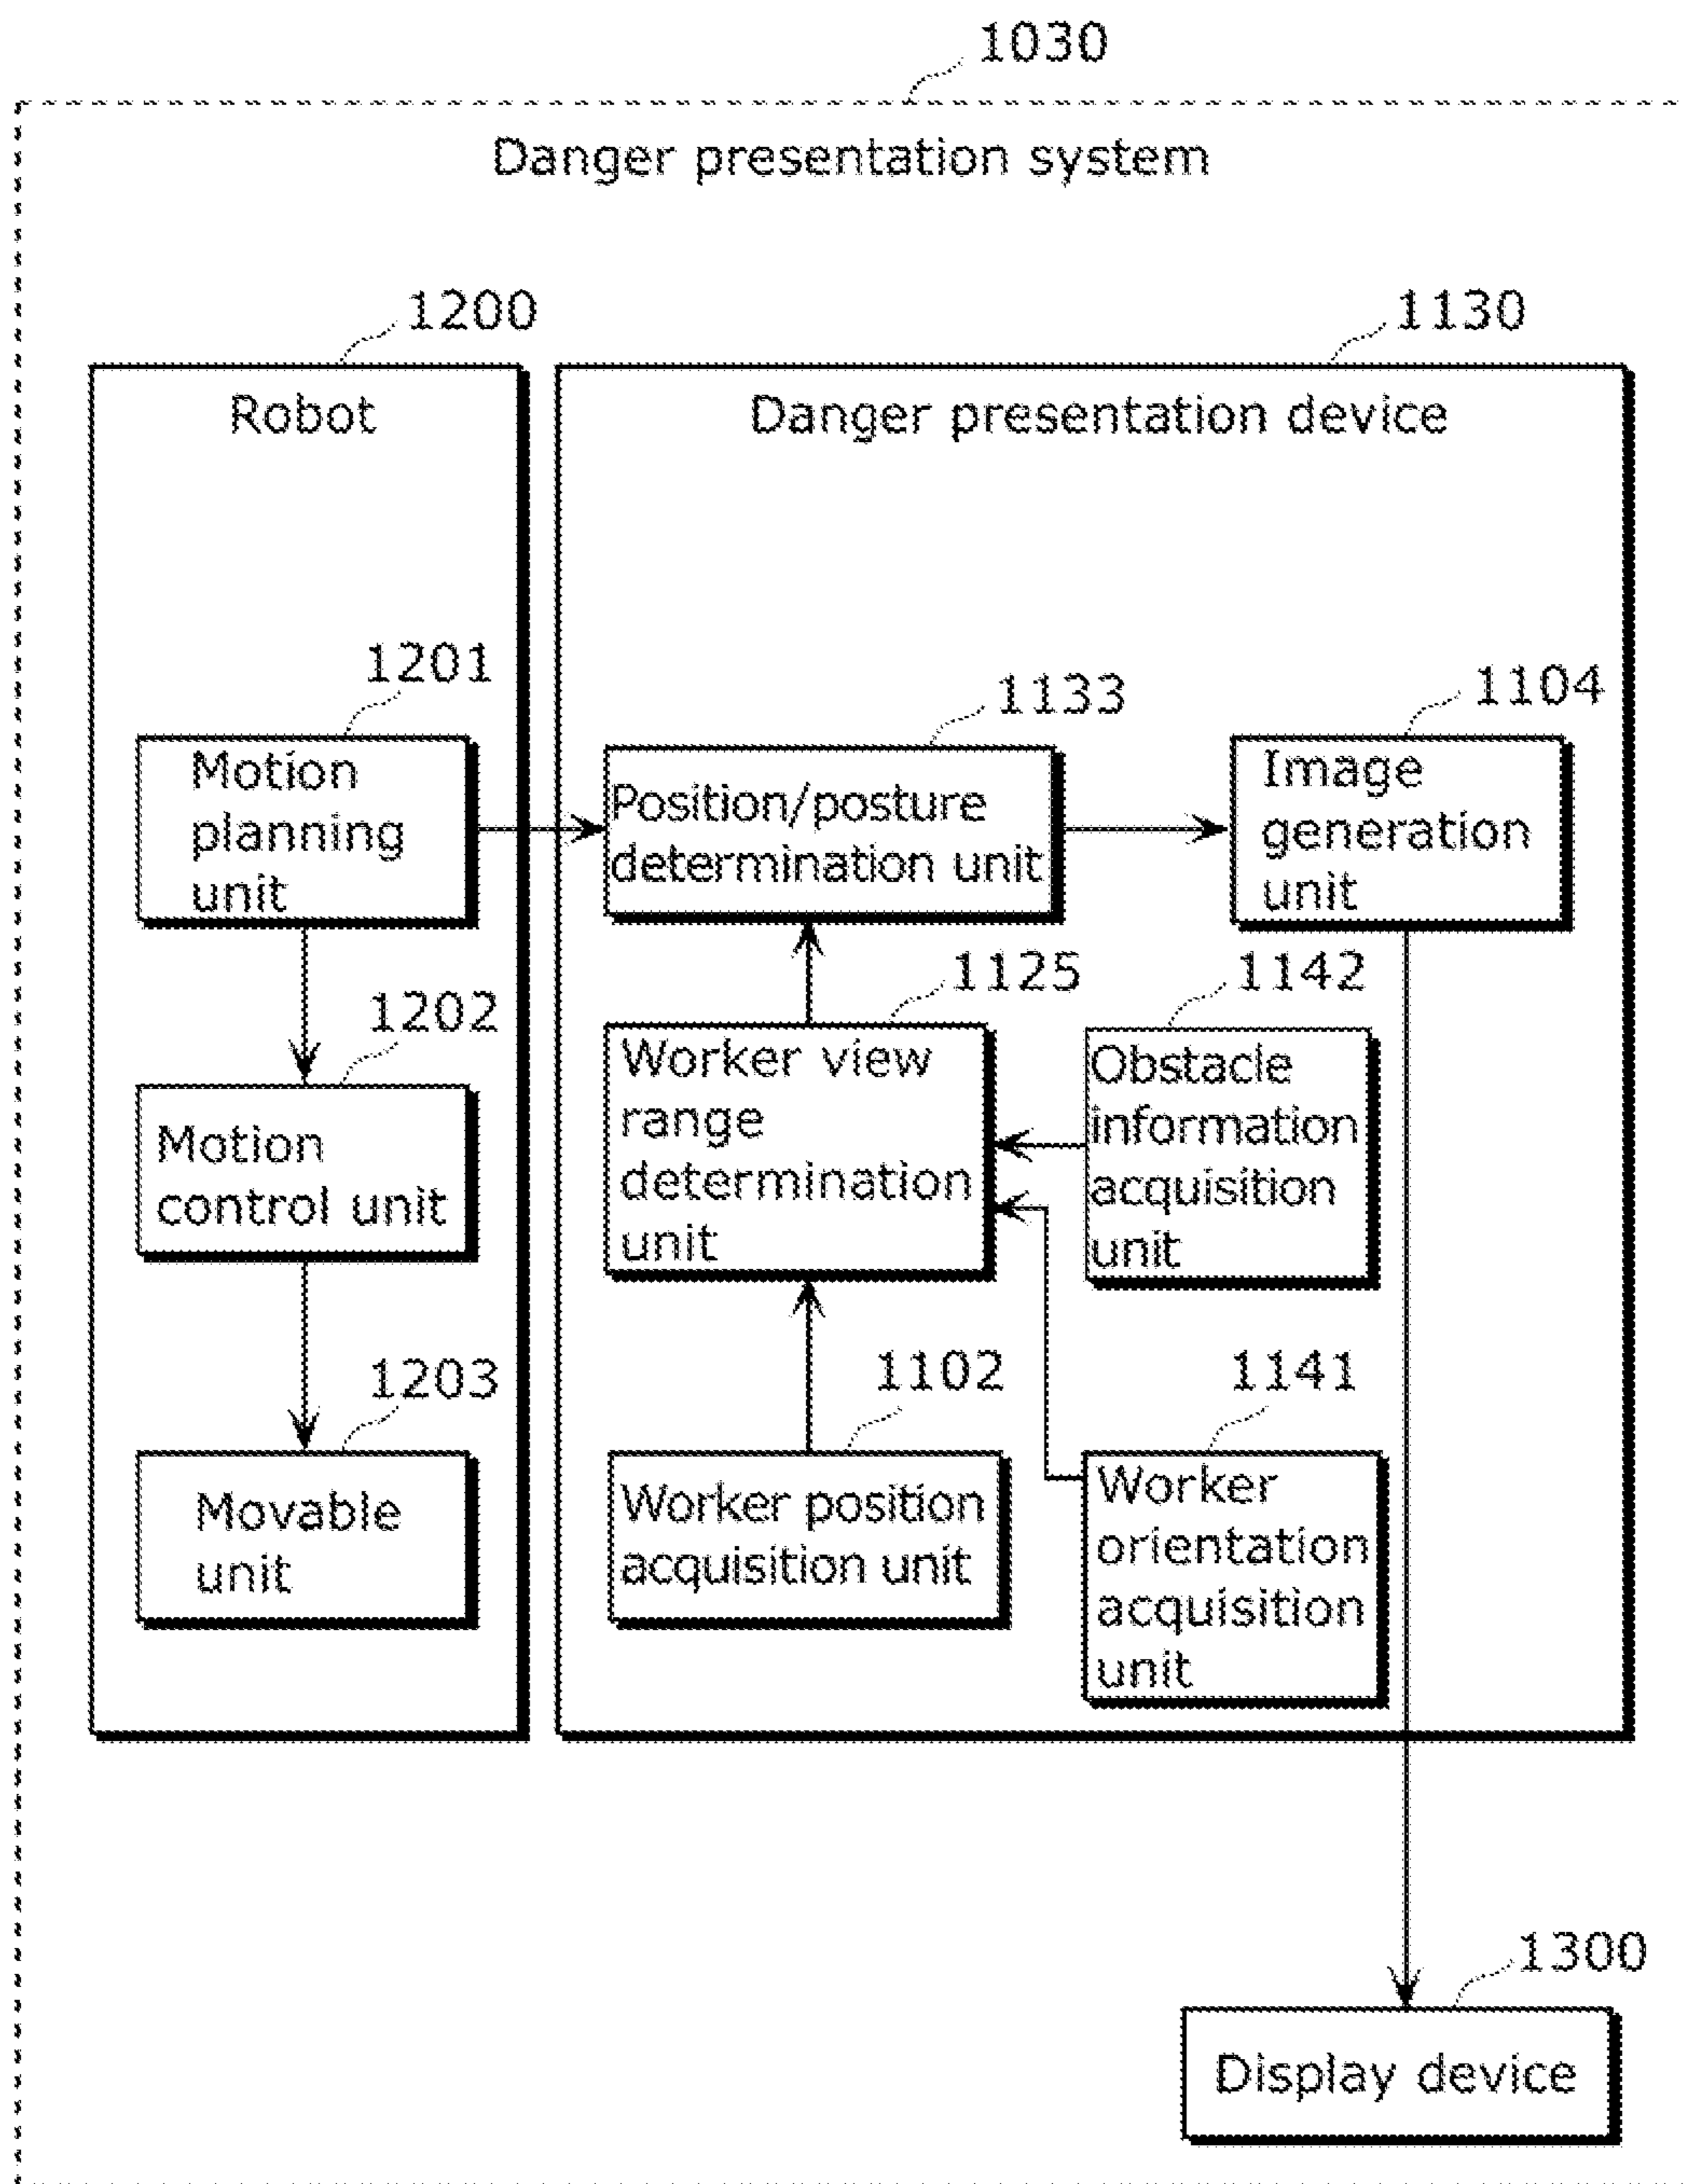 1030
Danger presentation system
1200
1130
Robot
Danger presentation device
1201
1133
1104
Motion
planning
unit
Position/posture
determination unit
Image
generation
unit
1202
1125
1142
Motion
control unit
Worker view
range
determination
unit
Obstacle
information
acquisition
unit
1203
1102
1141
Movable
unit
Worker position
acquisition unit
Worker
orientation
acquisition
unit
1300
Display device